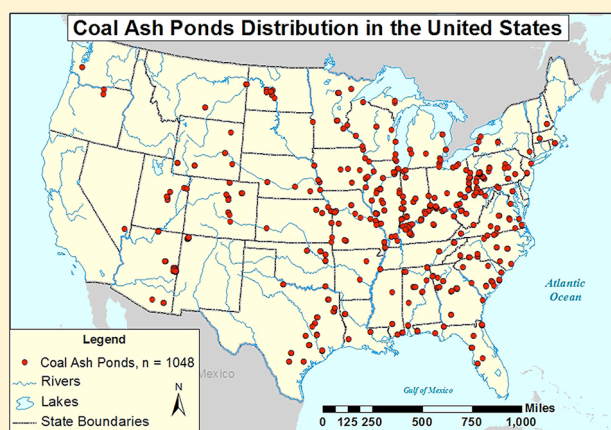 Coal Ash Ponds Distribution in the United States
Atlantic
Ocean
Legend
Coal Ash Ponds, n = 1048
Rivers
Lakes
State Boundaries
N
Mexico
Gulf of Mexico
Miles
0 125 250 500 750 1,000